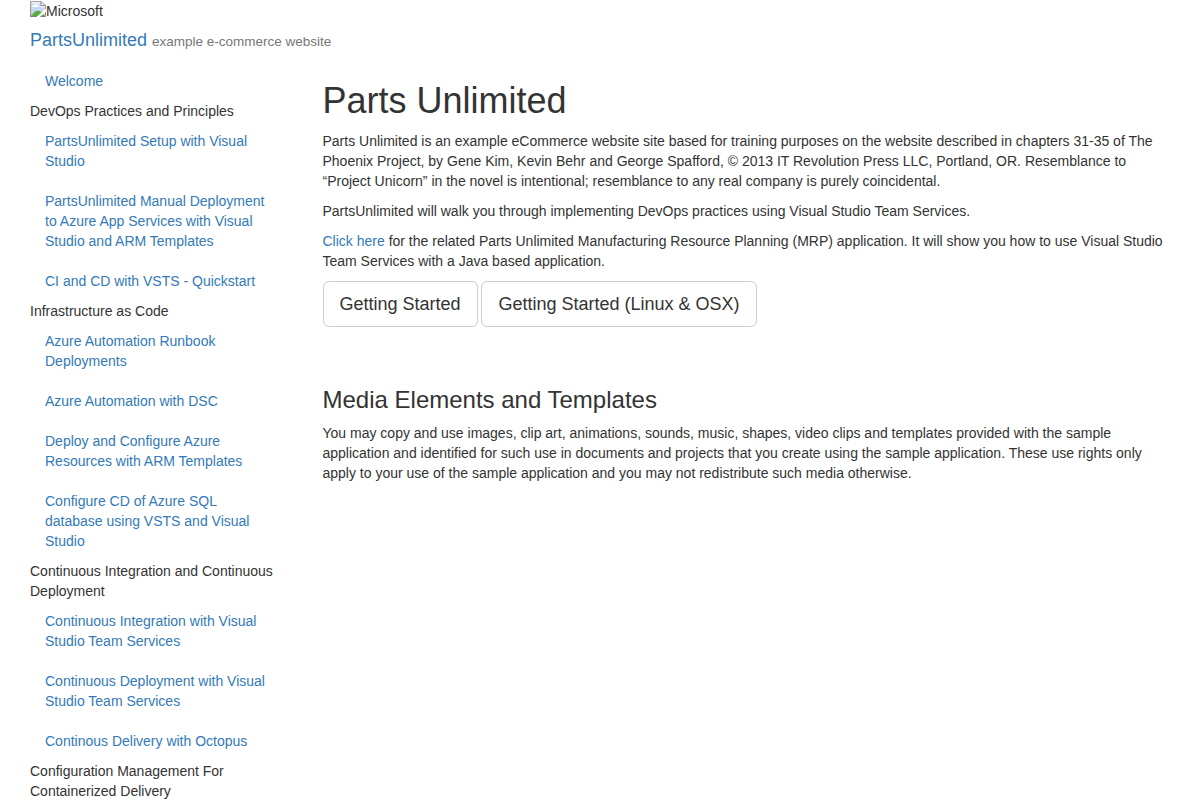 Microsoft
PartsUnlimited example e-commerce website
Welcome
DevOps Practices and Principles
PartsUnlimited Setup with Visual
Studio
PartsUnlimited Manual Deployment
to Azure App Services with Visual
Studio and ARM Templates
CI and CD with VSTS - Quickstart
Infrastructure as Code
Azure Automation Runbook
Deployments
Azure Automation with DSC
Deploy and Configure Azure
Resources with ARM Templates
Configure CD of Azure SQL
database using VSTS and Visual
Studio
Continuous Integration and Continuous
Deployment
Continuous Integration with Visual
Studio Team Services
Continuous Deployment with Visual
Studio Team Services
Continous Delivery with Octopus
Configuration Management For
Containerized Delivery
Parts Unlimited
Parts Unlimited is an example eCommerce website site based for training purposes on the website described in chapters 31-35 of The
Phoenix Project, by Gene Kim, Kevin Behr and George Spafford, © 2013 IT Revolution Press LLC, Portland, OR. Resemblance to
“Project Unicorn” in the novel is intentional; resemblance to any real company is purely coincidental.
PartsUnlimited will walk you through implementing DevOps practices using Visual Studio Team Services.
Click here for the related Parts Unlimited Manufacturing Resource Planning (MRP) application. It will show you how to use Visual Studio
Team Services with a Java based application.
Getting Started Getting Started (Linux & OSX)
Media Elements and Templates
You may copy and use images, clip art, animations, sounds, music, shapes, video clips and templates provided with the sample
application and identified for such use in documents and projects that you create using the sample application. These use rights only
apply to your use of the sample application and you may not redistribute such media otherwise.